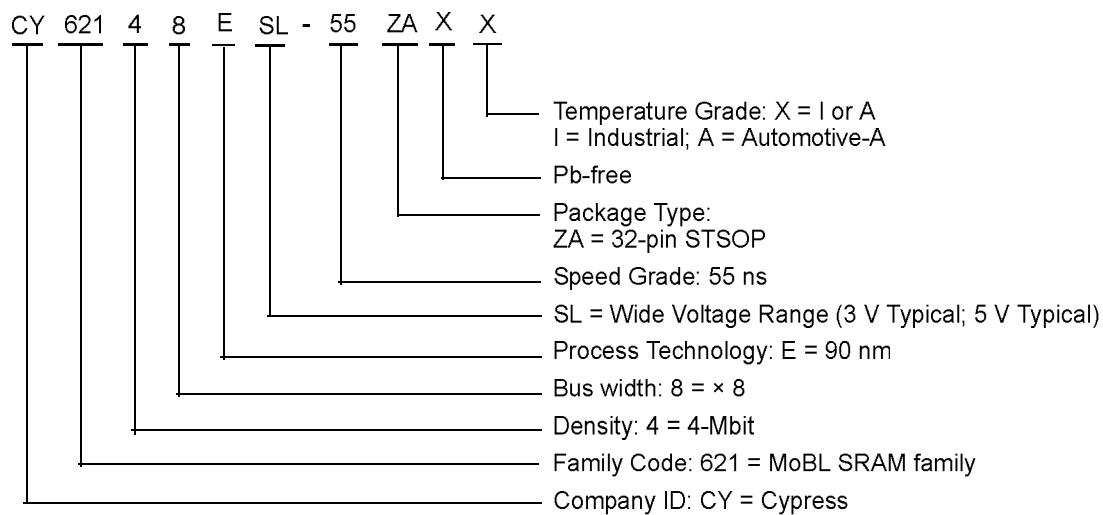 CY 621 4 8 E SL - 55 ZA X X
Temperature Grade: X = I or A
I = Industrial; A = Automotive-A
Pb-free
Package Type:
ZA = 32-pin STSOP
Speed Grade: 55 ns
SL = Wide Voltage Range (3 V Typical; 5 V Typical)
Process Technology: E = 90 nm
Bus width: 8 = × 8
Density: 4 = 4-Mbit
Family Code: 621 = MoBL SRAM family
Company ID: CY = Cypress